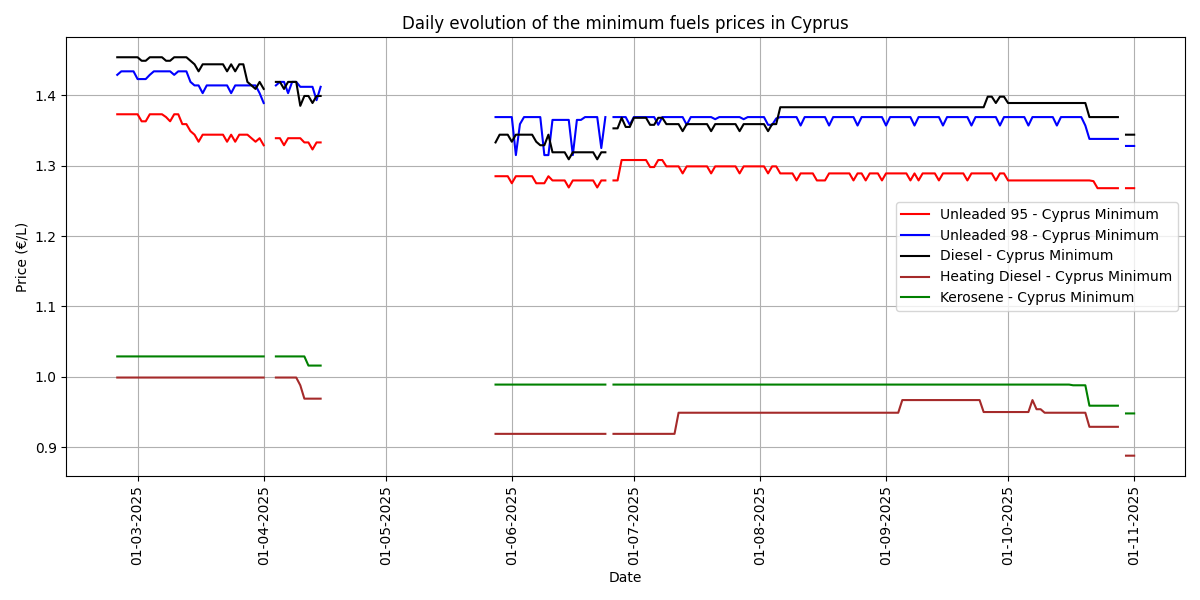 Daily evolution of the minimum fuels prices in Cyprus
Price (€/L)
1.4
1.3
1.2
1.1
1.0
0.9
Unleaded 95 - Cyprus Minimum
Unleaded 98 - Cyprus Minimum
Diesel - Cyprus Minimum
Heating Diesel - Cyprus Minimum
Kerosene - Cyprus Minimum
01-03-2025
01-04-2025
01-05-2025
01-06-2025
01-07-2025
01-08-2025
01-09-2025
01-10-2025
01-11-2025
Date